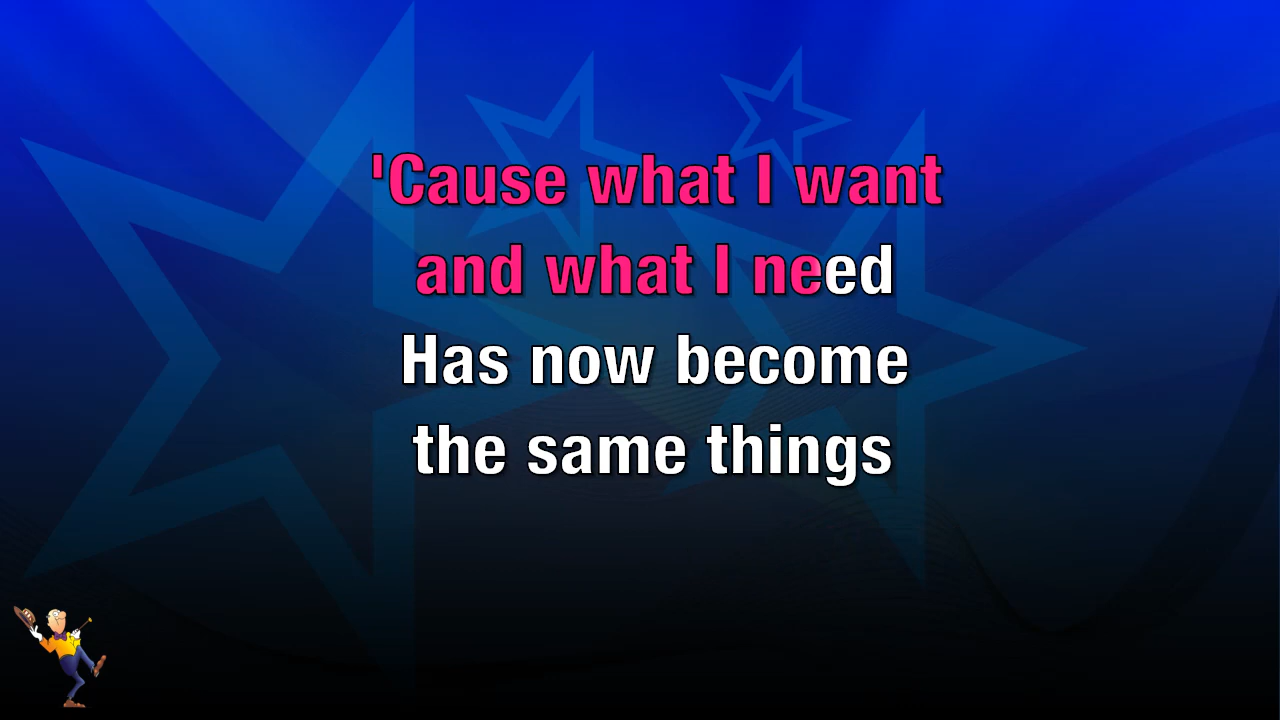 'Cause what I want
and what I need
Has now become
the same things